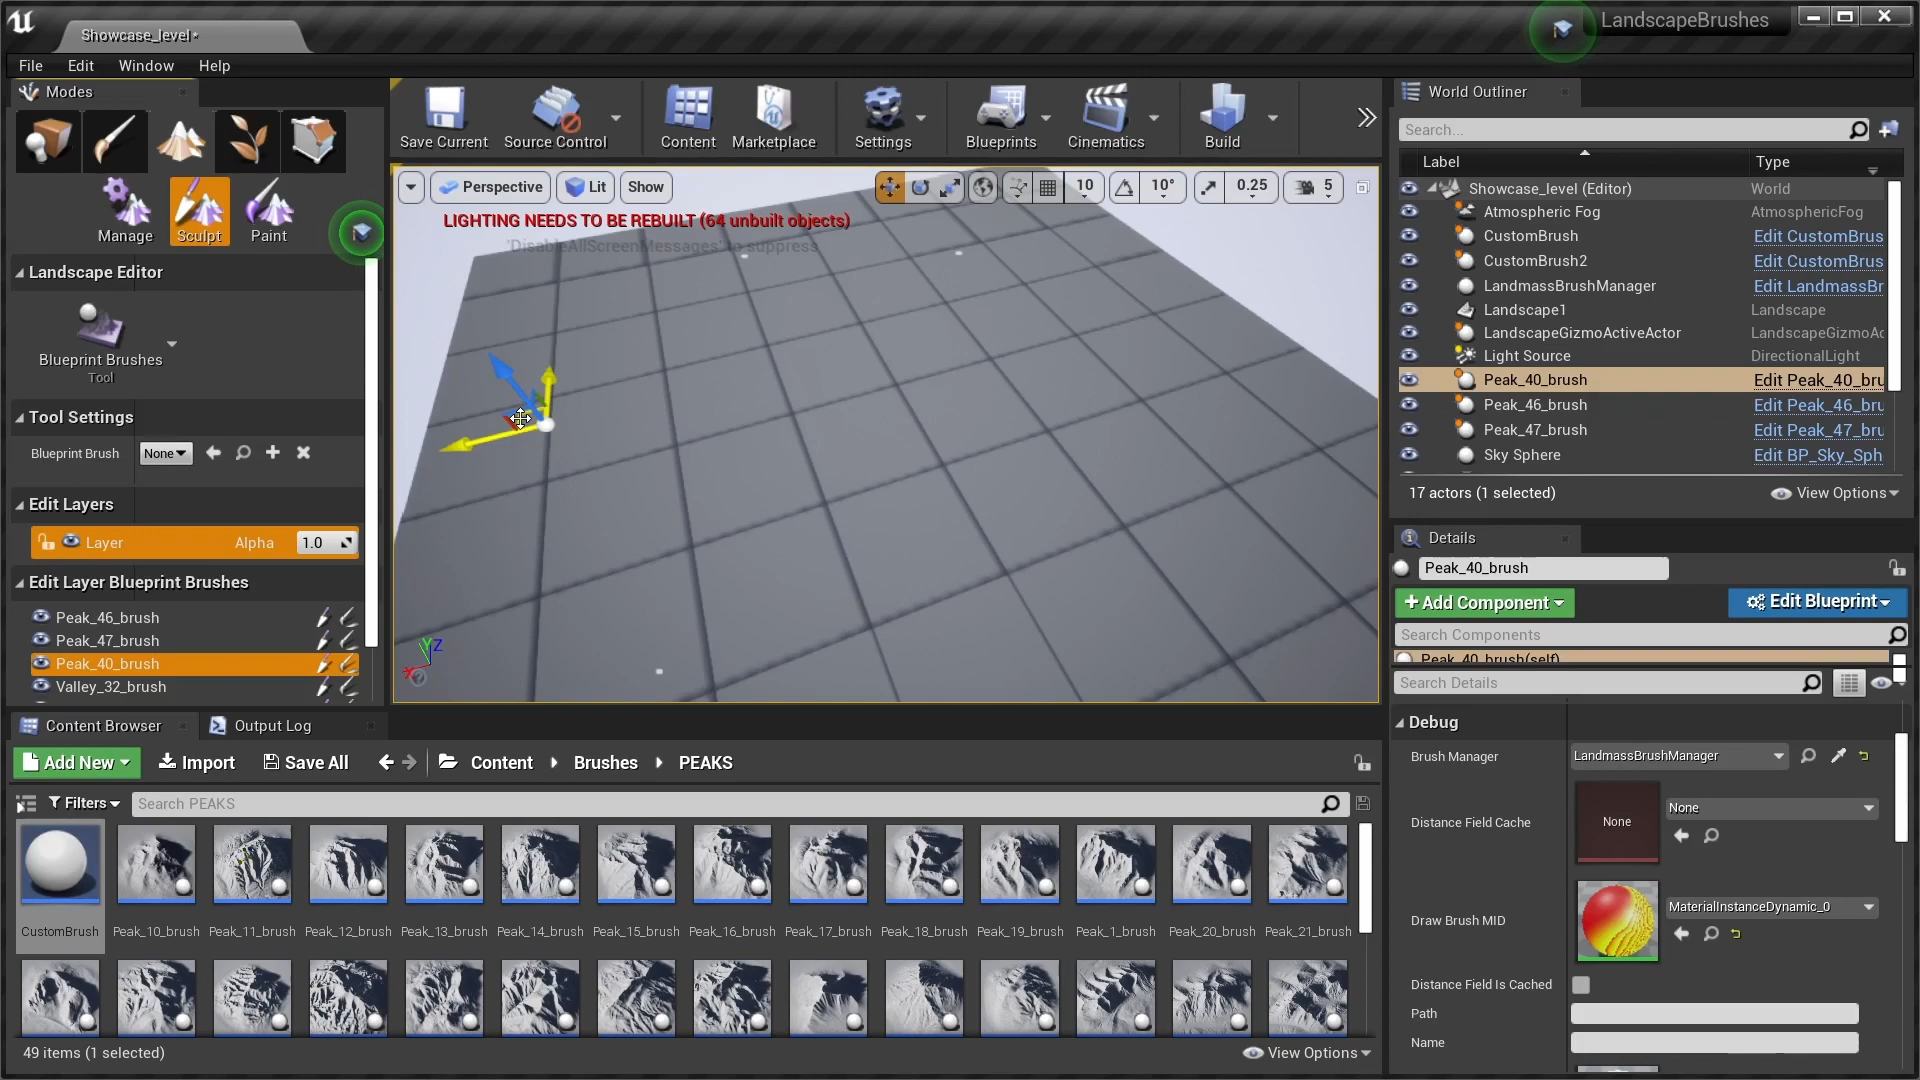 LandscapeBrushes
Showcase_level*
File Edit Window Help
Modes
Manage Sculpt Paint
Landscape Editor
Blueprint Brushes
Tool
Tool Settings
Blueprint Brush None
Edit Layers
Layer Alpha 1.0
Edit Layer Blueprint Brushes
Peak_46_brush
Peak_47_brush
Peak_40_brush
Valley_32_brush
Save Current Source Control Content Marketplace Settings Blueprints Cinematics Build
Perspective Lit Show 10 10° 0.25 5
LIGHTING NEEDS TO BE REBUILT (64 unbuilt objects)
'DisableAllScreenMessages' to suppress
Y Z
X
World Outliner
Search...
Label Type
Showcase_level (Editor) World
Atmospheric Fog AtmosphericFog
CustomBrush Edit CustomBrus
CustomBrush2 Edit CustomBrus
LandmassBrushManager Edit LandmassBr
Landscape1 Landscape
LandscapeGizmoActiveActor LandscapeGizmoAc
Light Source DirectionalLight
Peak_40_brush Edit Peak_40_bru
Peak_46_brush Edit Peak_46_bru
Peak_47_brush Edit Peak_47_bru
Sky Sphere Edit BP_Sky_Sph
17 actors (1 selected) View Options
Details
Peak_40_brush
Add Component Edit Blueprint
Search Components
Peak_40_brush(self)
Search Details
Debug
Brush Manager LandmassBrushManager
Distance Field Cache None None
Draw Brush MID MaterialInstanceDynamic_0
Distance Field Is Cached
Path
Name
Content Browser Output Log
Add New Import Save All Content Brushes PEAKS
Filters Search PEAKS
CustomBrush Peak_10_brush Peak_11_brush Peak_12_brush Peak_13_brush Peak_14_brush Peak_15_brush Peak_16_brush Peak_17_brush Peak_18_brush Peak_19_brush Peak_1_brush Peak_20_brush Peak_21_brush
49 items (1 selected) View Options